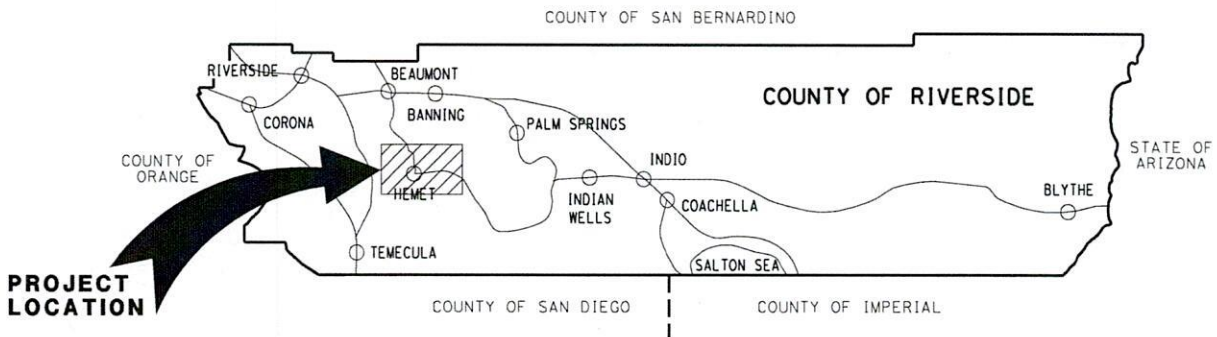 COUNTY OF SAN BERNARDINO
RIVERSIDE
BEAUMONT
COUNTY OF RIVERSIDE
CORONA
BANNING
PALM SPRINGS
COUNTY OF
ORANGE
STATE OF
ARIZONA
HEMET
INDIO
BLYTHE
INDIAN
WELLS
COACHELLA
TEMECULA
SALTON SEA
PROJECT
LOCATION
COUNTY OF SAN DIEGO
COUNTY OF IMPERIAL